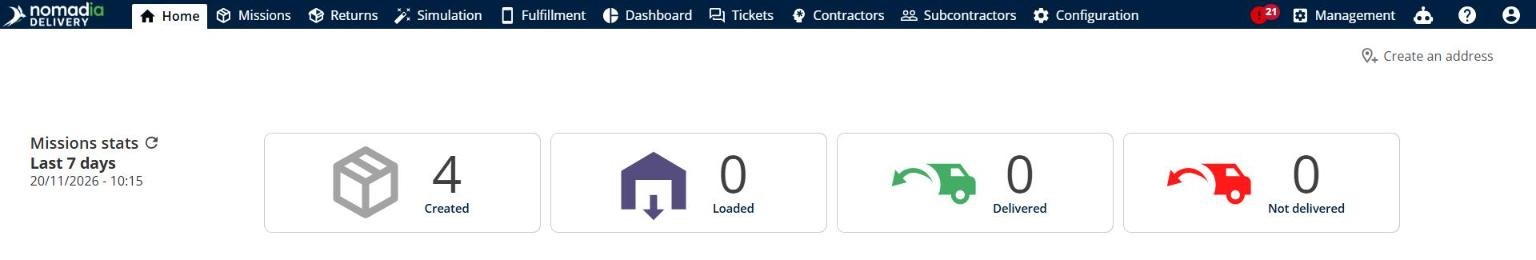 nomadia
DELIVERY
Home Missions Returns Simulation Fulfillment Dashboard Tickets Contractors Subcontractors Configuration 21 Management
Create an address
Missions stats
Last 7 days
20/11/2026 - 10:15
4
Created
0
Loaded
0
Delivered
0
Not delivered